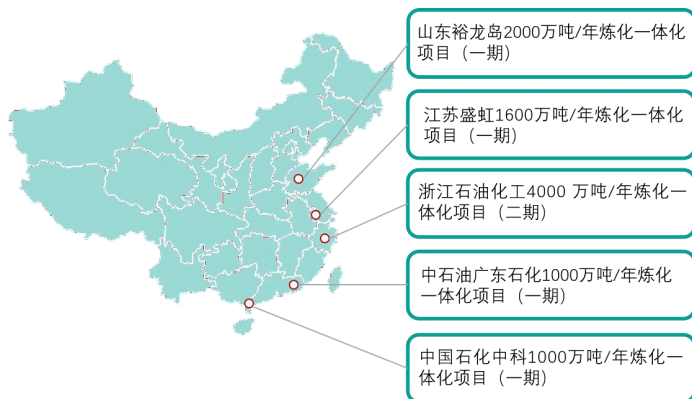 山东裕龙岛2000万吨/年炼化一体化
项目（一期）
江苏盛虹1600万吨/年炼化一体化
项目（一期）
浙江石油化工4000 万吨/年炼化一
体化项目（二期）
中石油广东石化1000万吨/年炼化
一体化项目（一期）
中国石化中科1000万吨/年炼化一
体化项目（一期）